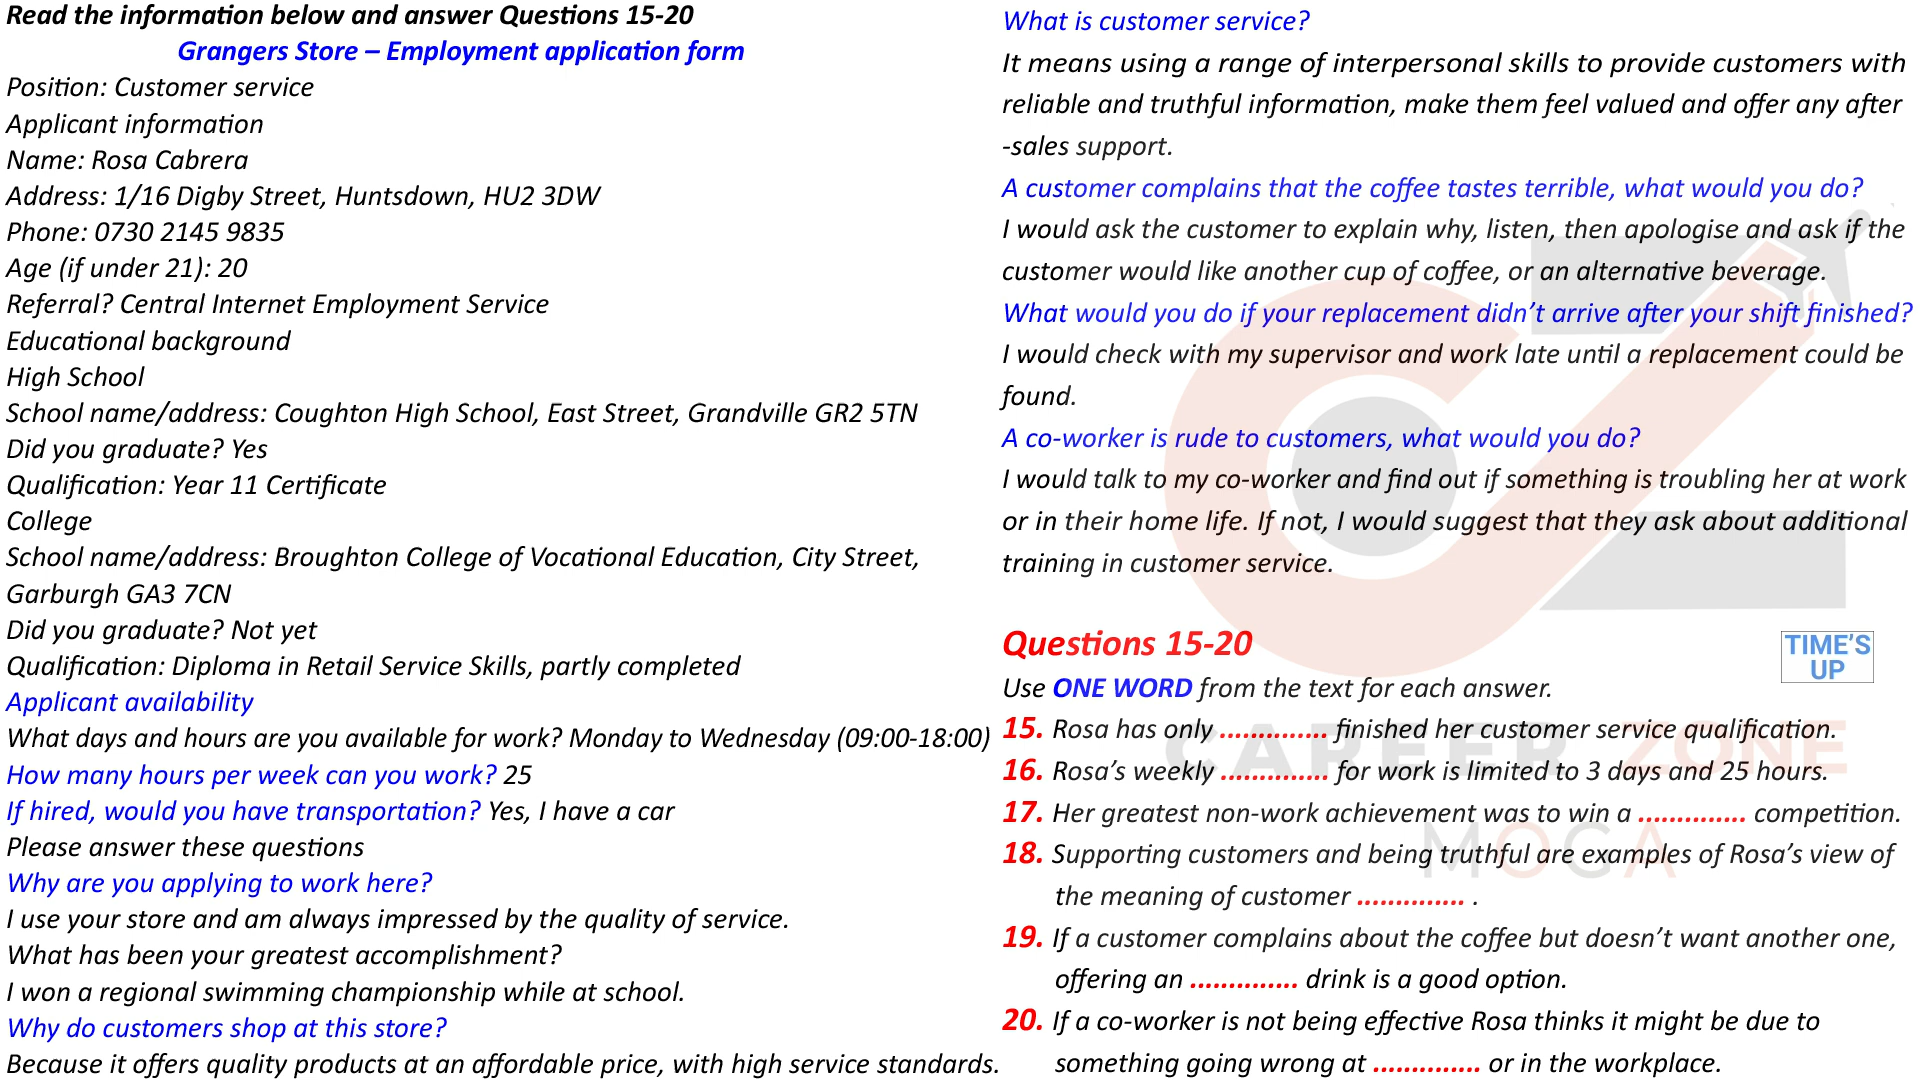 Read the information below and answer Questions 15-20
Grangers Store – Employment application form
Position: Customer service
Applicant information
Name: Rosa Cabrera
Address: 1/16 Digby Street, Huntsdown, HU2 3DW
Phone: 0730 2145 9835
Age (if under 21): 20
Referral? Central Internet Employment Service
Educational background
High School
School name/address: Coughton High School, East Street, Grandville GR2 5TN
Did you graduate? Yes
Qualification: Year 11 Certificate
College
School name/address: Broughton College of Vocational Education, City Street,
Garburgh GA3 7CN
Did you graduate? Not yet
Qualification: Diploma in Retail Service Skills, partly completed
Applicant availability
What days and hours are you available for work? Monday to Wednesday (09:00-18:00)
How many hours per week can you work? 25
If hired, would you have transportation? Yes, I have a car
Please answer these questions
Why are you applying to work here?
I use your store and am always impressed by the quality of service.
What has been your greatest accomplishment?
I won a regional swimming championship while at school.
Why do customers shop at this store?
Because it offers quality products at an affordable price, with high service standards.
What is customer service?
It means using a range of interpersonal skills to provide customers with
reliable and truthful information, make them feel valued and offer any after
-sales support.
A customer complains that the coffee tastes terrible, what would you do?
I would ask the customer to explain why, listen, then apologise and ask if the
customer would like another cup of coffee, or an alternative beverage.
What would you do if your replacement didn't arrive after your shift finished?
I would check with my supervisor and work late until a replacement could be
found.
A co-worker is rude to customers, what would you do?
I would talk to my co-worker and find out if something is troubling her at work
or in their home life. If not, I would suggest that they ask about additional
training in customer service.
Questions 15-20
TIME'S
UP
Use ONE WORD from the text for each answer.
15. Rosa has only .............. finished her customer service qualification.
16. Rosa's weekly .............. for work is limited to 3 days and 25 hours.
17. Her greatest non-work achievement was to win a .............. competition.
18. Supporting customers and being truthful are examples of Rosa's view of
the meaning of customer .............. .
19. If a customer complains about the coffee but doesn't want another one,
offering an .............. drink is a good option.
20. If a co-worker is not being effective Rosa thinks it might be due to
something going wrong at .............. or in the workplace.
CAREER ZONE
MOGA